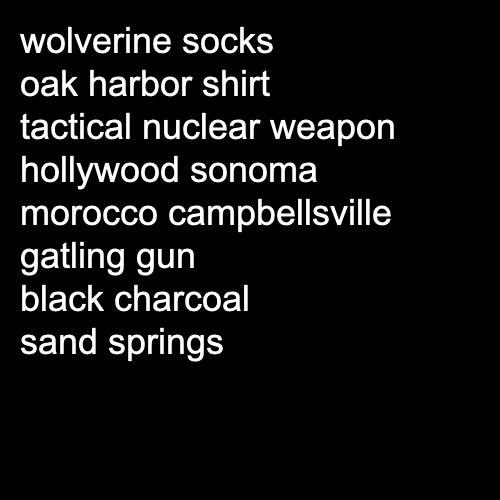 wolverine socks
oak harbor shirt
tactical nuclear weapon
hollywood sonoma
morocco campbellsville
gatling gun
black charcoal
sand springs